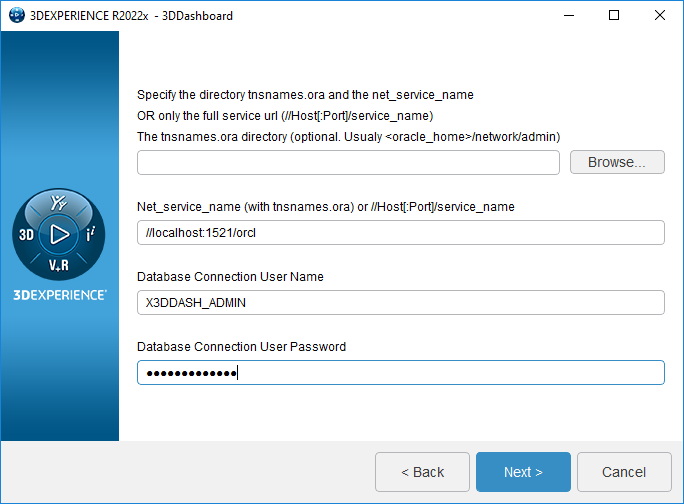 3DEXPERIENCE R2022x - 3DDashboard
Specify the directory tnsnames.ora and the net_service_name
OR only the full service url (//Host[:Port]/service_name)
The tnsnames.ora directory (optional. Usualy <oracle_home>/network/admin)
Browse...
Net_service_name (with tnsnames.ora) or //Host[:Port]/service_name
//localhost:1521/orcl
Database Connection User Name
X3DDASH_ADMIN
Database Connection User Password
●●●●●●●●●●●●●
3D
i²
V+R
3DEXPERIENCE
< Back
Next >
Cancel